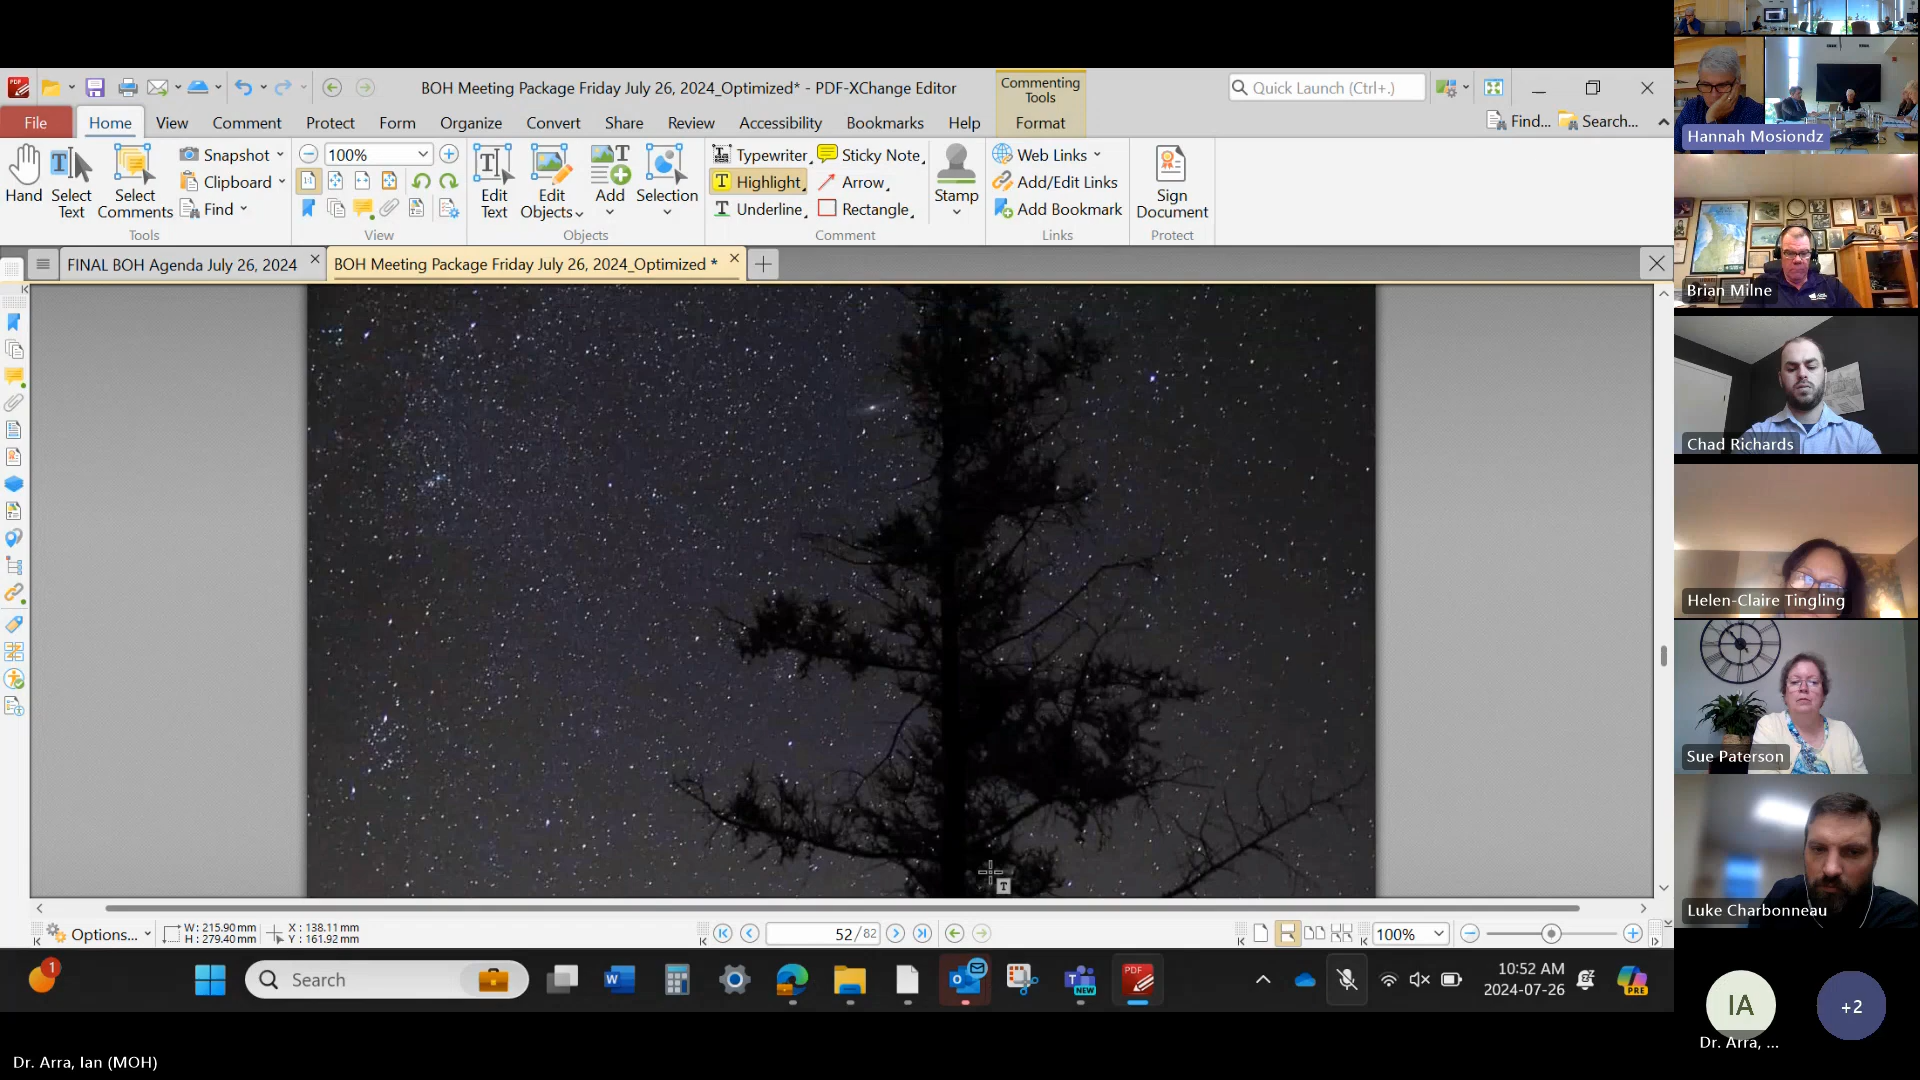 BOH Meeting Package Friday July 26, 2024_Optimized* - PDF-XChange Editor
Commenting
Tools
Quick Launch (Ctrl+.)
File
Home
View
Comment
Protect
Form
Organize
Convert
Share
Review
Accessibility
Bookmarks
Help
Format
Find...
Search...
Hand
Select
Text
Select
Comments
Snapshot
Clipboard
Find
Tools
100%
View
Edit
Text
Edit
Objects
Add
Selection
Objects
Typewriter
Highlight
Underline
Sticky Note
Arrow
Rectangle
Stamp
Comment
Web Links
Add/Edit Links
Add Bookmark
Links
Sign
Document
Protect
FINAL BOH Agenda July 26, 2024
BOH Meeting Package Friday July 26, 2024_Optimized *
Options...
W: 215.90 mm
H: 279.40 mm
X : 138.11 mm
Y : 161.92 mm
52 / 82
100%
Search
10:52 AM
2024-07-26
Dr. Arra, Ian (MOH)
Hannah Mosiondz
Brian Milne
Chad Richards
Helen-Claire Tingling
Sue Paterson
Luke Charbonneau
IA
Dr. Arra, ...
+2